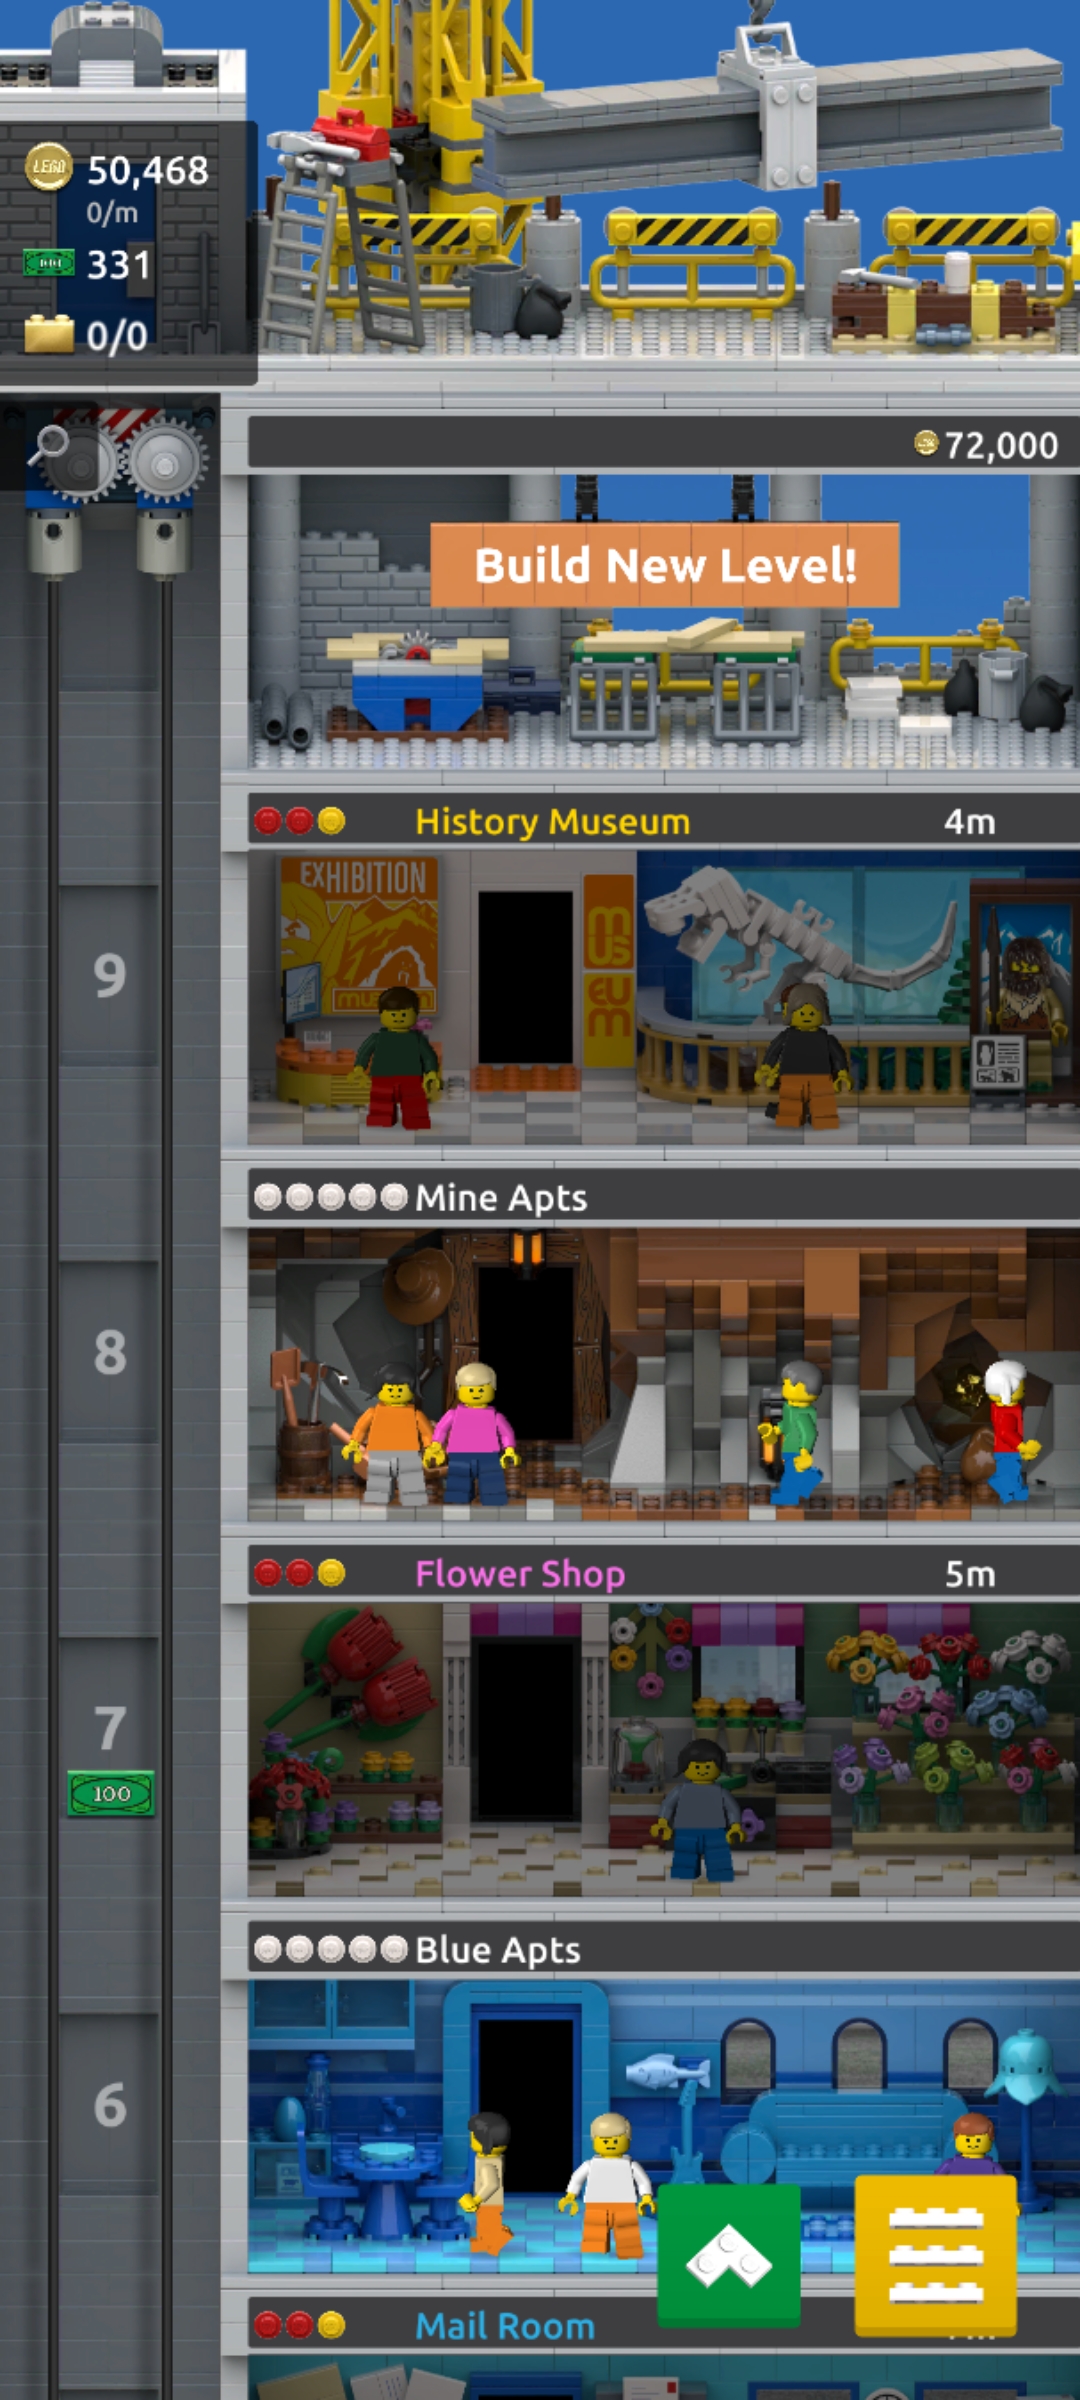 LEGO 50,468
0/m
331
0/0
72,000
Build New Level!
History Museum 4m
EXHIBITION
MUSEUM
MUSEUM
9
Mine Apts
8
Flower Shop 5m
7
100
Blue Apts
6
Mail Room